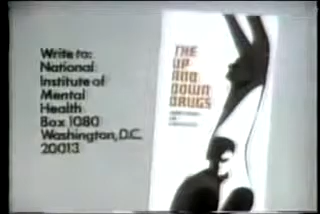 Write to:
National
Institute of
Mental
Health
Box 1080
Washington, D.C.
20013
THE
UP
AND
DOWN
DRUGS